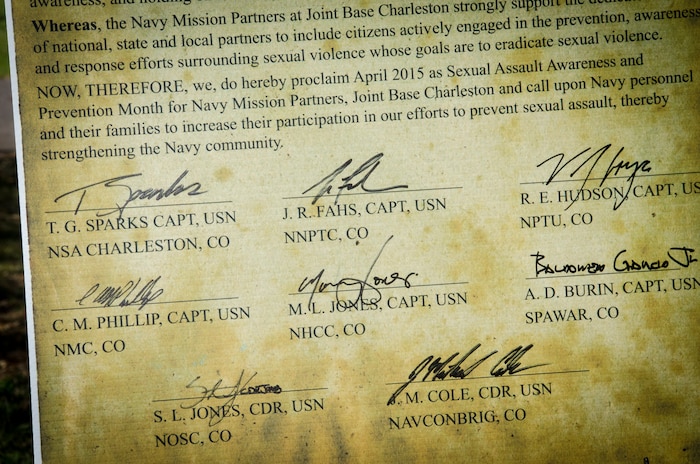 awareness, and
Whereas, the Navy Mission Partners at Joint Base Charleston strongly support the
of national, state and local partners to include citizens actively engaged in the prevention, awareness
and response efforts surrounding sexual violence whose goals are to eradicate sexual violence.
NOW, THEREFORE, we, do hereby proclaim April 2015 as Sexual Assault Awareness and
Prevention Month for Navy Mission Partners, Joint Base Charleston and call upon Navy personnel
and their families to increase their participation in our efforts to prevent sexual assault, thereby
strengthening the Navy community.
T. Sparks
T. G. SPARKS CAPT, USN
NSA CHARLESTON, CO
J. R. FAHS, CAPT, USN
NNPTC, CO
R. E. HUDSON, CAPT, US
NPTU, CO
C. M. PHILLIP, CAPT, USN
NMC, CO
Jones
M. L. JONES, CAPT, USN
NHCC, CO
A. D. BURIN, CAPT, USN
SPAWAR, CO
S. L. JONES, CDR, USN
NOSC, CO
M. COLE, CDR, USN
NAVCONBRIG, CO